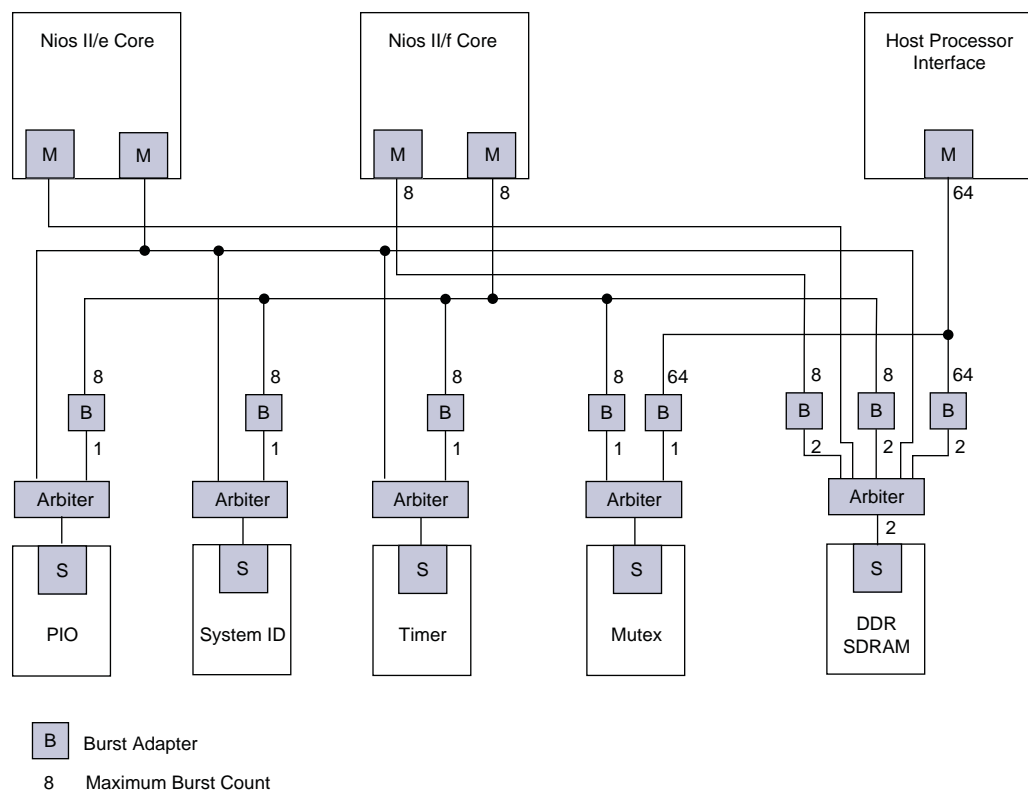 Nios II/e Core
Nios II/f Core
Host Processor
Interface
M
M
M
M
M
8
8
64
8
8
8
8
64
8
8
64
B
B
B
B
B
B
B
B
1
1
1
1
1
2
2
2
Arbiter
Arbiter
Arbiter
Arbiter
Arbiter
2
S
S
S
S
S
PIO
System ID
Timer
Mutex
DDR
SDRAM
B
Burst Adapter
8
Maximum Burst Count